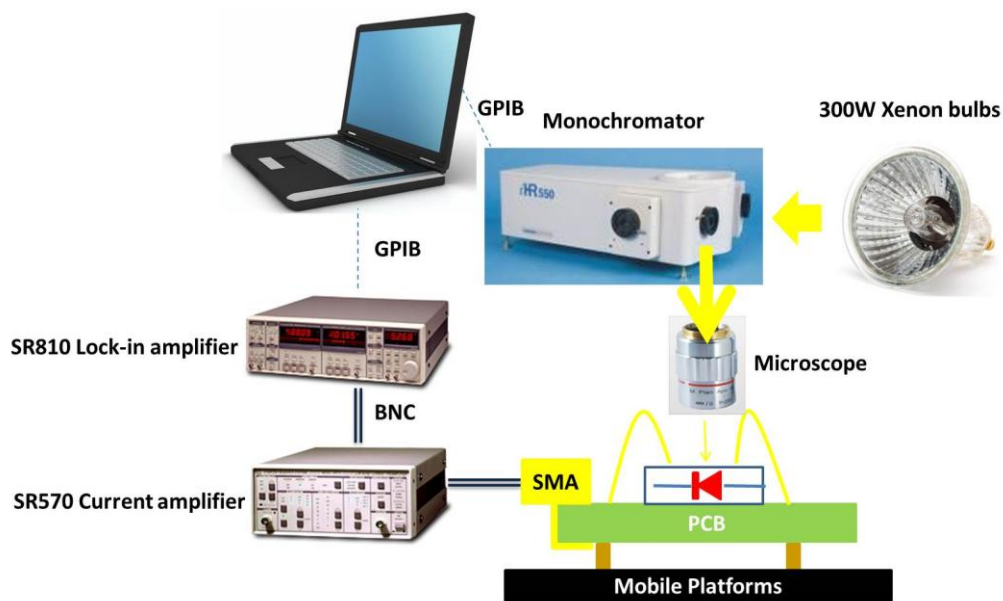 GPIB
Monochromator
300W Xenon bulbs
iHR550
GPIB
SR810 Lock-in amplifier
Microscope
BNC
SR570 Current amplifier
SMA
PCB
Mobile Platforms